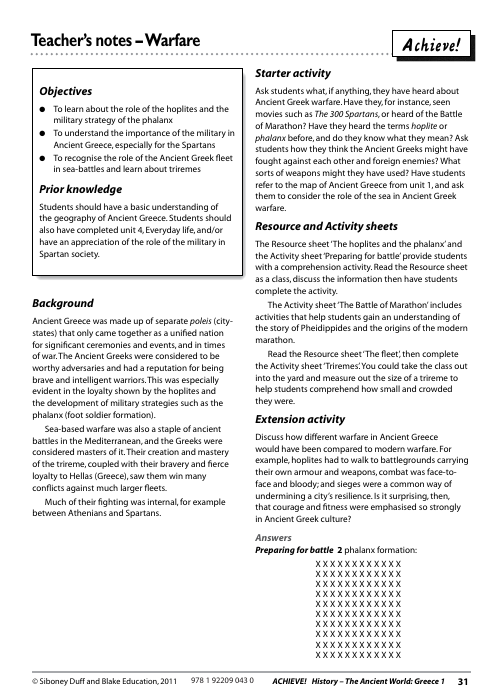 Teacher's notes – Warfare
Achieve!
Objectives
● To learn about the role of the hoplites and the
military strategy of the phalanx
● To understand the importance of the military in
Ancient Greece, especially for the Spartans
● To recognise the role of the Ancient Greek fleet
in sea-battles and learn about triremes
Prior knowledge
Students should have a basic understanding of
the geography of Ancient Greece. Students should
also have completed unit 4, Everyday life, and/or
have an appreciation of the role of the military in
Spartan society.
Background
Ancient Greece was made up of separate poleis (city-
states) that only came together as a unified nation
for significant ceremonies and events, and in times
of war. The Ancient Greeks were considered to be
worthy adversaries and had a reputation for being
brave and intelligent warriors. This was especially
evident in the loyalty shown by the hoplites and
the development of military strategies such as the
phalanx (foot soldier formation).
Sea-based warfare was also a staple of ancient
battles in the Mediterranean, and the Greeks were
considered masters of it. Their creation and mastery
of the trireme, coupled with their bravery and fierce
loyalty to Hellas (Greece), saw them win many
conflicts against much larger fleets.
Much of their fighting was internal, for example
between Athenians and Spartans.
Starter activity
Ask students what, if anything, they have heard about
Ancient Greek warfare. Have they, for instance, seen
movies such as The 300 Spartans, or heard of the Battle
of Marathon? Have they heard the terms hoplite or
phalanx before, and do they know what they mean? Ask
students how they think the Ancient Greeks might have
fought against each other and foreign enemies? What
sorts of weapons might they have used? Have students
refer to the map of Ancient Greece from unit 1, and ask
them to consider the role of the sea in Ancient Greek
warfare.
Resource and Activity sheets
The Resource sheet 'The hoplites and the phalanx' and
the Activity sheet 'Preparing for battle' provide students
with a comprehension activity. Read the Resource sheet
as a class, discuss the information then have students
complete the activity.
The Activity sheet 'The Battle of Marathon' includes
activities that help students gain an understanding of
the story of Pheidippides and the origins of the modern
marathon.
Read the Resource sheet 'The fleet', then complete
the Activity sheet 'Triremes'. You could take the class out
into the yard and measure out the size of a trireme to
help students comprehend how small and crowded
they were.
Extension activity
Discuss how different warfare in Ancient Greece
would have been compared to modern warfare. For
example, hoplites had to walk to battlegrounds carrying
their own armour and weapons, combat was face-to-
face and bloody; and sieges were a common way of
undermining a city's resilience. Is it surprising, then,
that courage and fitness were emphasised so strongly
in Ancient Greek culture?
Answers
Preparing for battle 2 phalanx formation:
X X X X X X X X X X X X
X X X X X X X X X X X X
X X X X X X X X X X X X
X X X X X X X X X X X X
X X X X X X X X X X X X
X X X X X X X X X X X X
X X X X X X X X X X X X
X X X X X X X X X X X X
X X X X X X X X X X X X
X X X X X X X X X X X X
© Siboney Duff and Blake Education, 2011 978 1 92209 043 0 ACHIEVE! History – The Ancient World: Greece 1 31